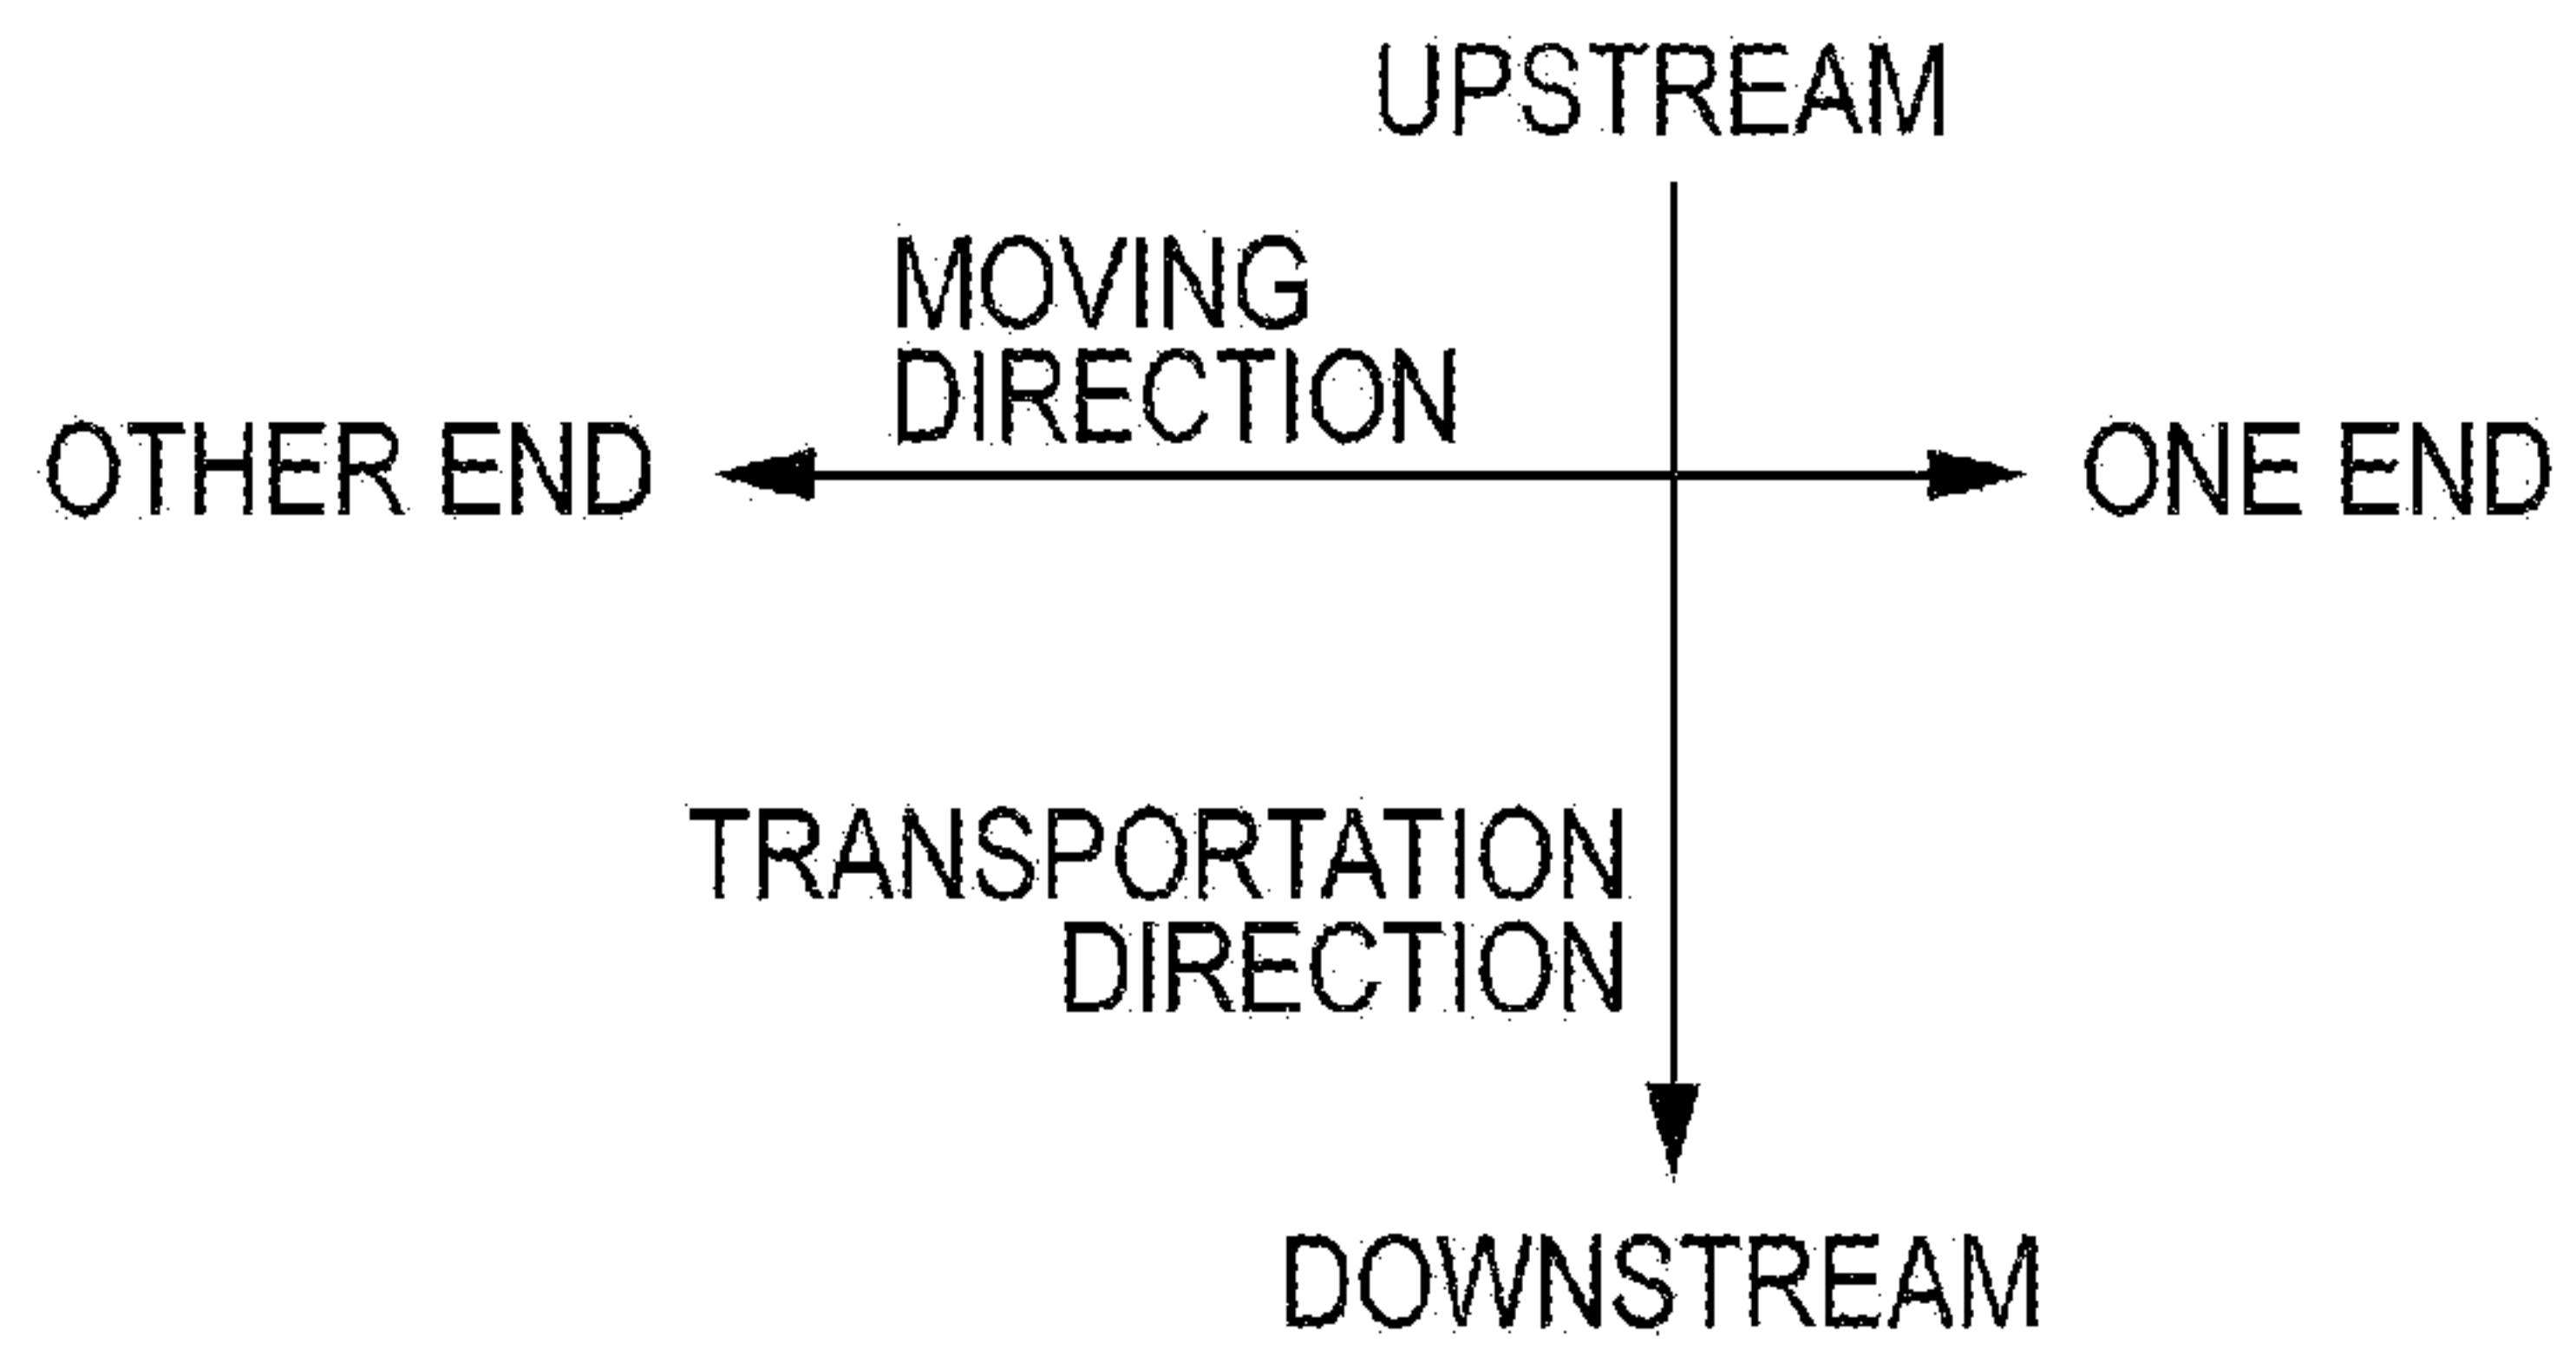 UPSTREAM
MOVING
DIRECTION
OTHER END
ONE END
TRANSPORTATION
DIRECTION
DOWNSTREAM